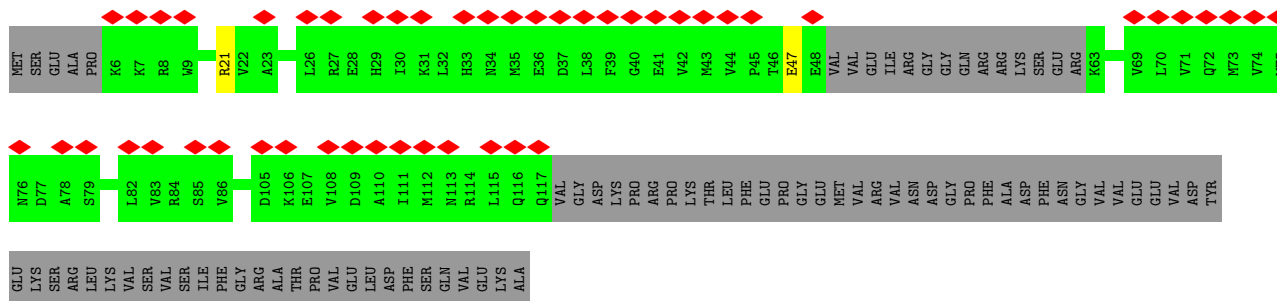 MET SER GLU ALA PRO K6 K7 R8 W9 R21 V22 A23 L26 R27 E28 H29 I30 K31 L32 H33 N34 M35 E36 D37 L38 F39 G40 E41 V42 M43 V44 P45 T46 E47 E48 VAL VAL GLU ILE ARG GLY GLY GLN ARG ARG LYS SER GLU ARG K63 V69 L70 V71 Q72 M73 V74
N76 D77 A78 S79 L82 V83 R84 S85 V86 D105 K106 E107 V108 D109 A110 I111 M112 N113 R114 L115 Q116 Q117 VAL GLY ASP LYS PRO ARG PRO PRO LYS THR LEU PHE GLU PRO GLY GLU MET VAL ARG VAL ASN ASP GLY PRO PHE ALA ASP PHE ASN GLY VAL VAL GLU GLU VAL ASP TYR
GLU LYS SER ARG LEU LYS VAL SER VAL SER ILE PHE GLY ARG ALA THR PRO VAL GLU LEU ASP PHE SER GLN VAL GLU LYS ALA